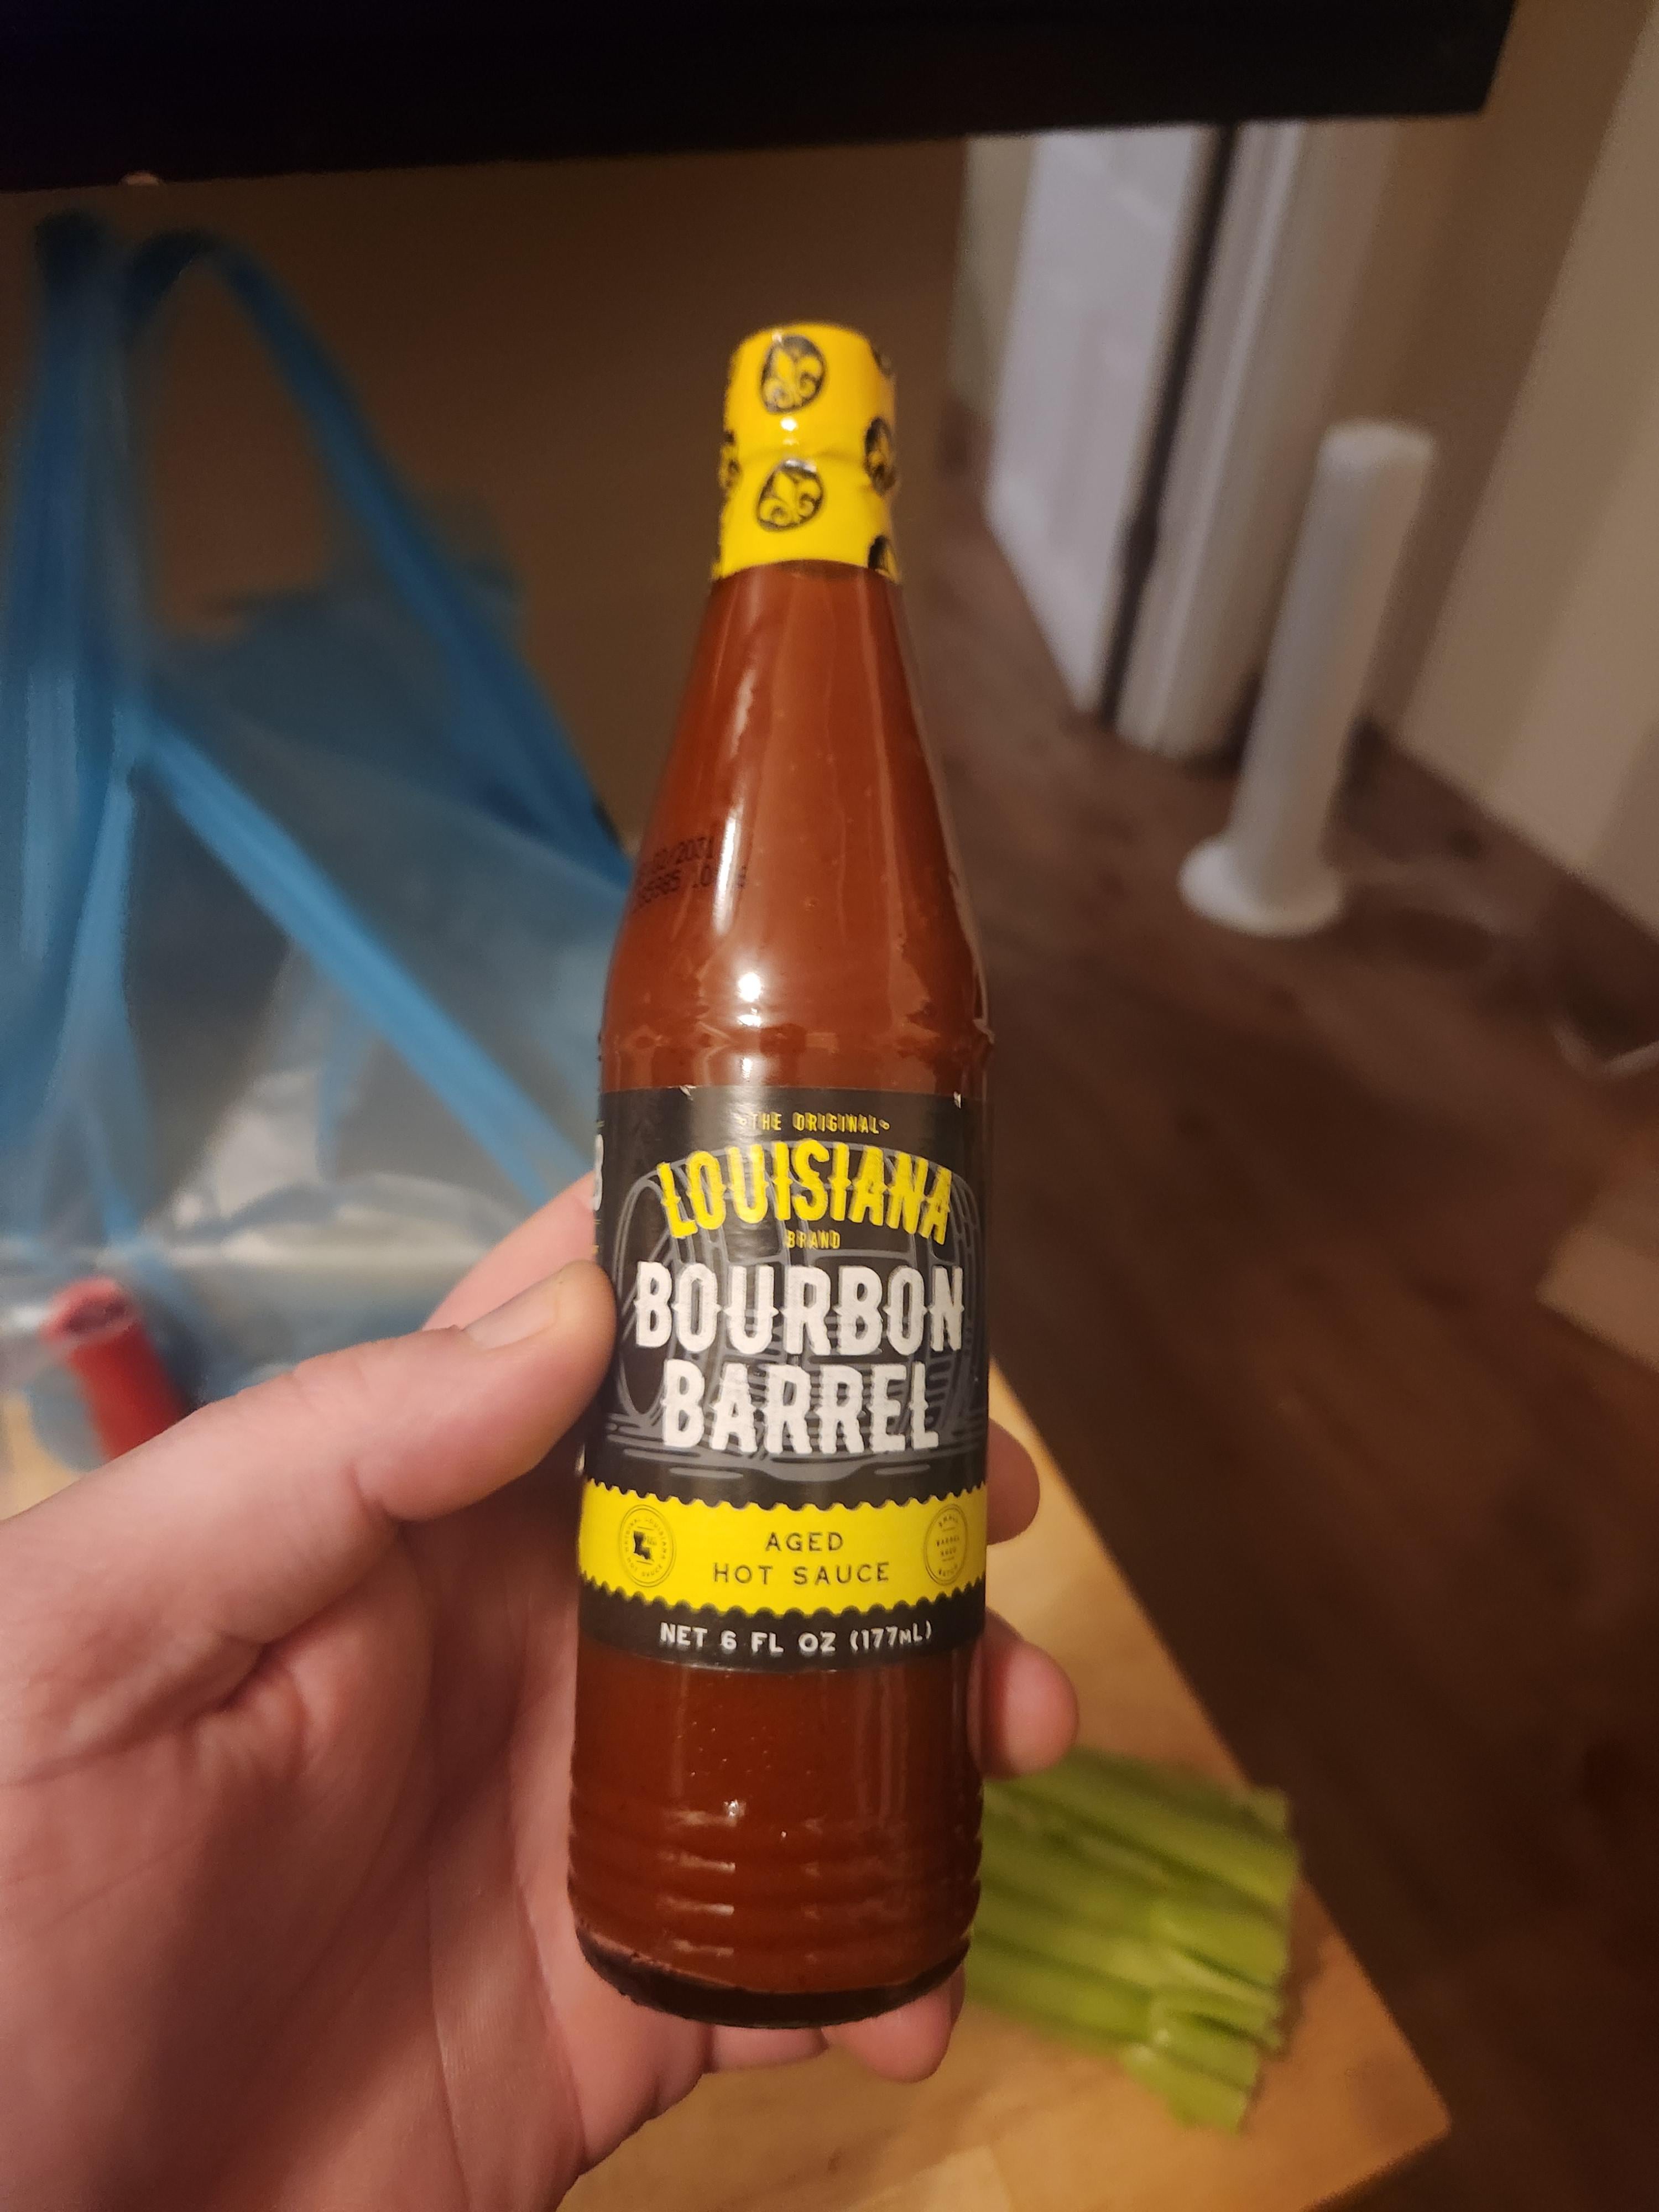 THE ORIGINAL
LOUISIANA
BRAND
BOURBON
BARREL
AGED
HOT SAUCE
NET 6 FL OZ (177mL)